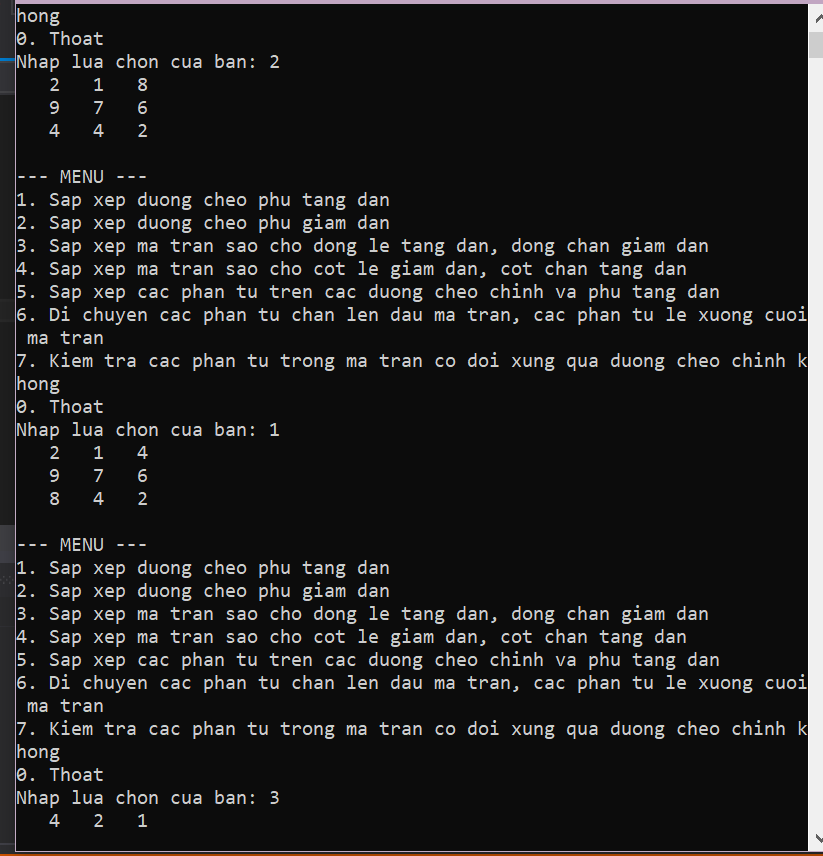 hong
0. Thoat
Nhap lua chon cua ban: 2
   2   1   8
   9   7   6
   4   4   2

--- MENU ---
1. Sap xep duong cheo phu tang dan
2. Sap xep duong cheo phu giam dan
3. Sap xep ma tran sao cho dong le tang dan, dong chan giam dan
4. Sap xep ma tran sao cho cot le giam dan, cot chan tang dan
5. Sap xep cac phan tu tren cac duong cheo chinh va phu tang dan
6. Di chuyen cac phan tu chan len dau ma tran, cac phan tu le xuong cuoi
 ma tran
7. Kiem tra cac phan tu trong ma tran co doi xung qua duong cheo chinh k
hong
0. Thoat
Nhap lua chon cua ban: 1
   2   1   4
   9   7   6
   8   4   2

--- MENU ---
1. Sap xep duong cheo phu tang dan
2. Sap xep duong cheo phu giam dan
3. Sap xep ma tran sao cho dong le tang dan, dong chan giam dan
4. Sap xep ma tran sao cho cot le giam dan, cot chan tang dan
5. Sap xep cac phan tu tren cac duong cheo chinh va phu tang dan
6. Di chuyen cac phan tu chan len dau ma tran, cac phan tu le xuong cuoi
 ma tran
7. Kiem tra cac phan tu trong ma tran co doi xung qua duong cheo chinh k
hong
0. Thoat
Nhap lua chon cua ban: 3
   4   2   1